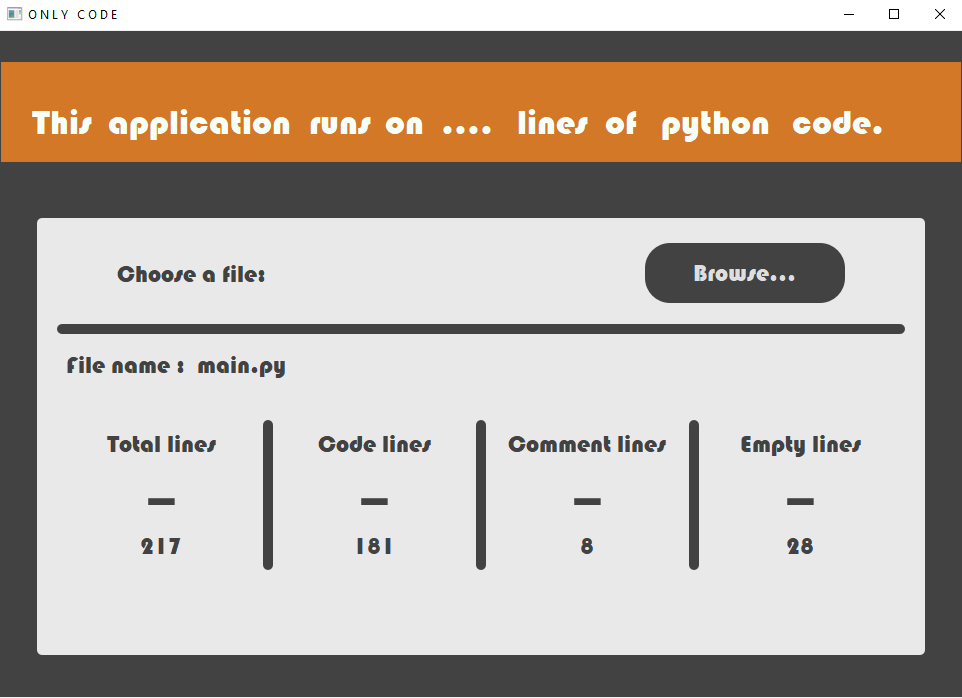 ONLY CODE
This application runs on .... lines of python code.
Choose a file:
Browse...
File name : main.py
Total lines Code lines Comment lines Empty lines
217 181 8 28